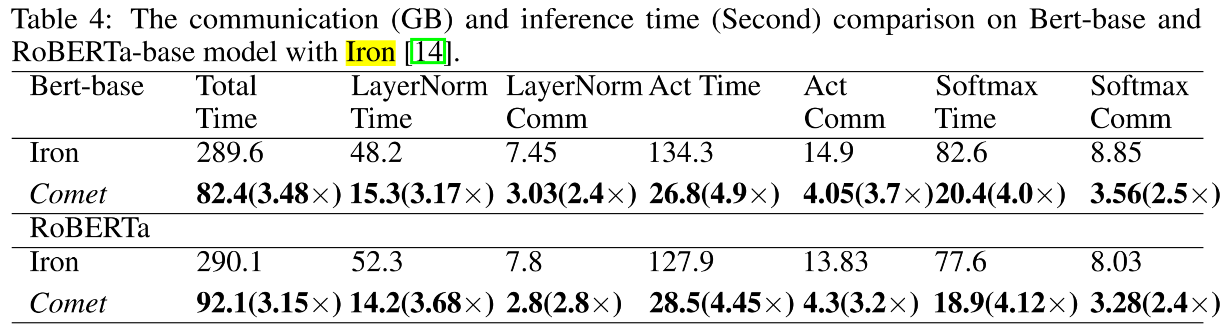 Table 4: The communication (GB) and inference time (Second) comparison on Bert-base and
RoBERTa-base model with Iron [14].
Bert-base Total Time LayerNorm Time LayerNorm Comm Act Time Act Comm Softmax Time Softmax Comm
Iron 289.6 48.2 7.45 134.3 14.9 82.6 8.85
Comet 82.4(3.48×) 15.3(3.17×) 3.03(2.4×) 26.8(4.9×) 4.05(3.7×) 20.4(4.0×) 3.56(2.5×)
RoBERTa
Iron 290.1 52.3 7.8 127.9 13.83 77.6 8.03
Comet 92.1(3.15×) 14.2(3.68×) 2.8(2.8×) 28.5(4.45×) 4.3(3.2×) 18.9(4.12×) 3.28(2.4×)